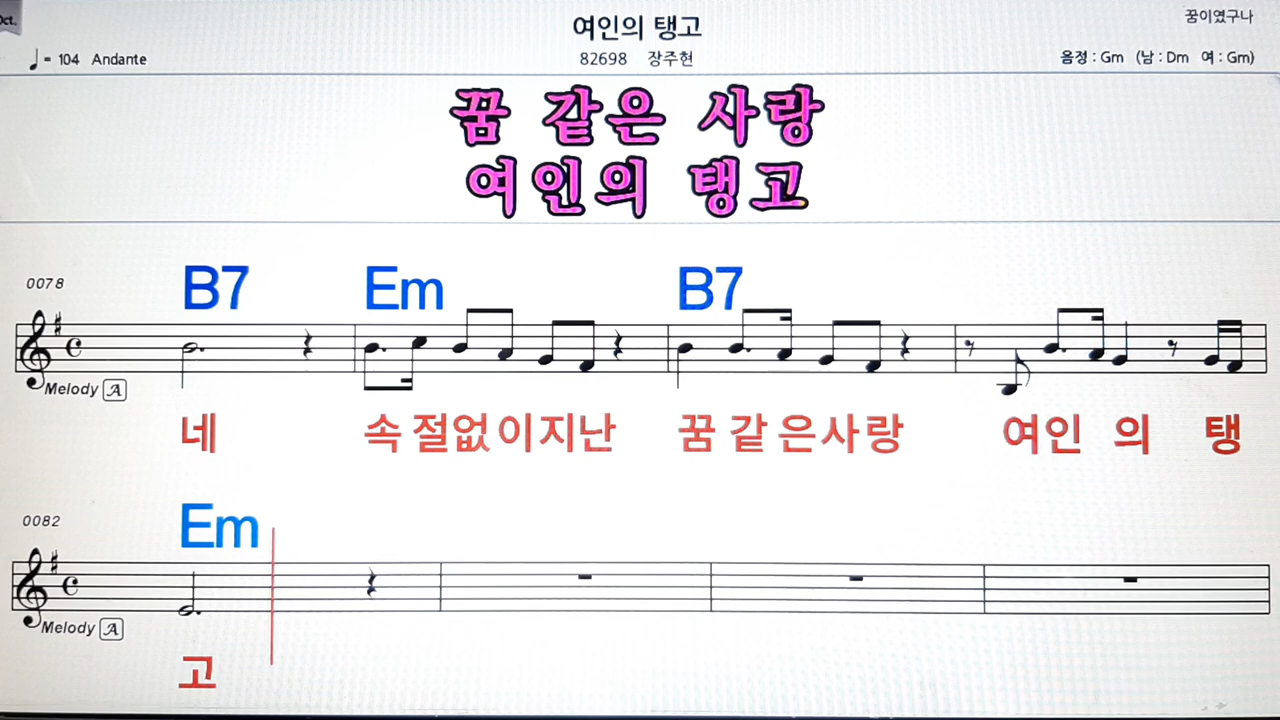 Oct.
여인의 탱고
꿈이였구나
♩= 104 Andante
82698 장주현
음정 : Gm (남 : Dm 여 : Gm)
꿈 같은 사랑
여인의 탱고
0078
B7 Em B7
Melody A
네 속절없이지난 꿈같은사랑 여인의 탱
0082
Em
Melody A
고